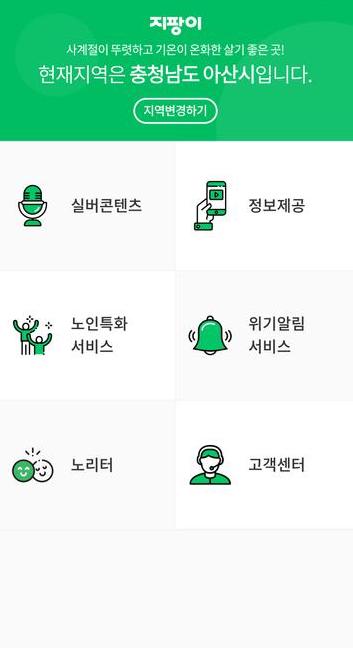 지팡이
사계절이 뚜렷하고 기온이 온화한 살기 좋은 곳!
현재지역은 충청남도 아산시입니다.
지역변경하기
실버콘텐츠
정보제공
노인특화
서비스
위기알림
서비스
노리터
고객센터